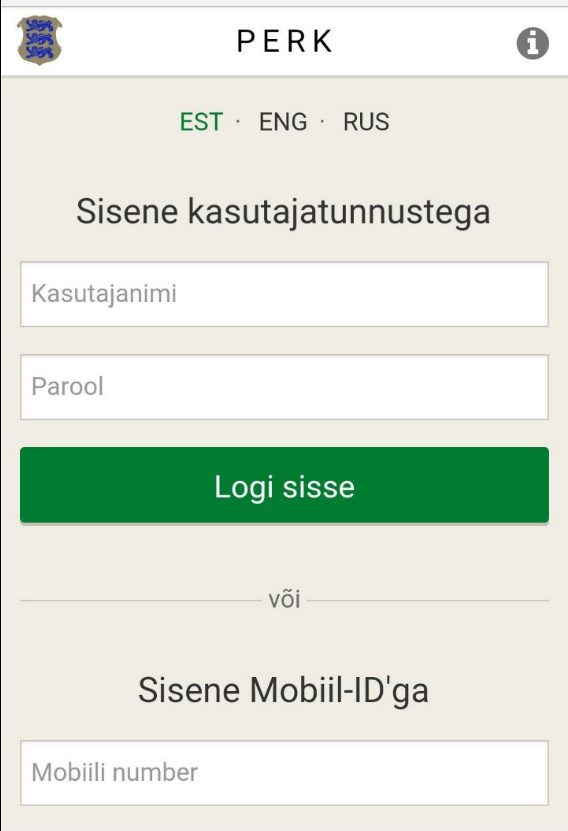 PERK
EST · ENG · RUS
Sisene kasutajatunnustega
Kasutajanimi
Parool
Logi sisse
või
Sisene Mobiil-ID'ga
Mobiili number